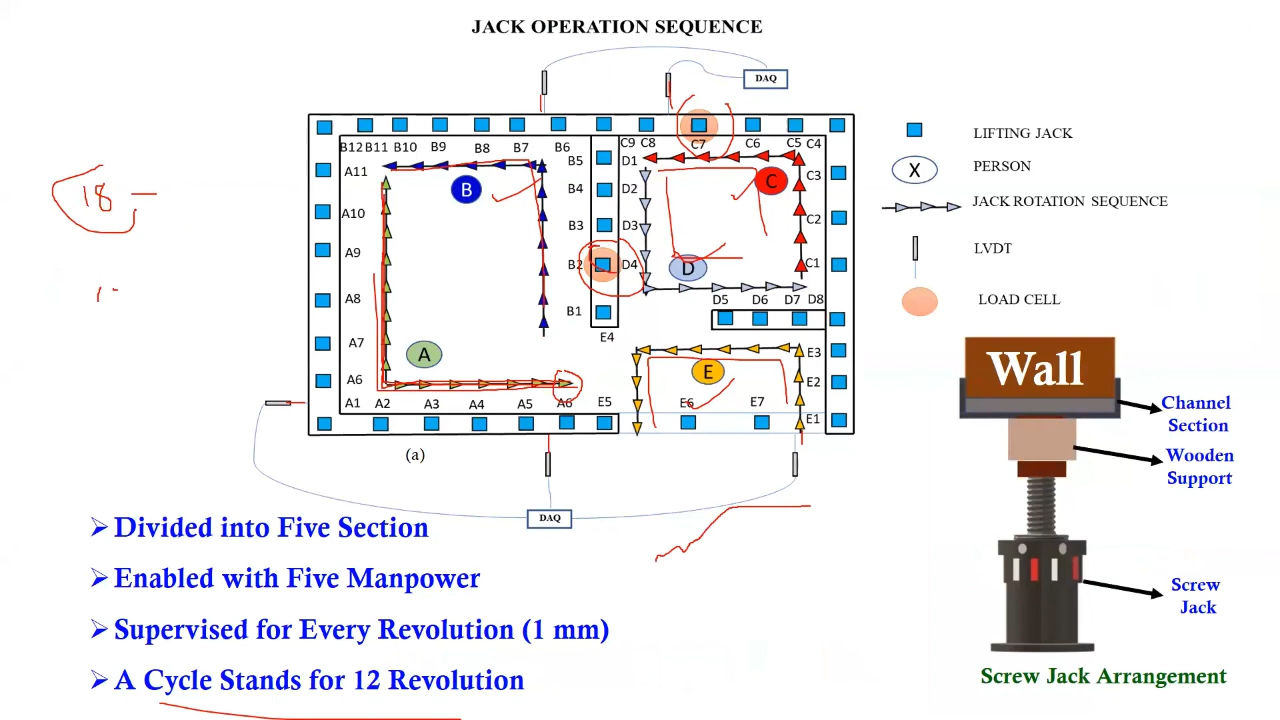 JACK OPERATION SEQUENCE
DAQ
B12 B11 B10 B9 B8 B7 B6 C9 C8 C7 C6 C5 C4
B5 D1
A11 B C C3
X PERSON
LIFTING JACK
B4 D2
JACK ROTATION SEQUENCE
18
A10 B3 D3 C2
LVDT
A9 B2 D4 D C1
A8 D5 D6 D7 D8
LOAD CELL
B1
A7 A E4 E3
Wall
A6 E E2
A1 A2 A3 A4 A5 A6 E5 E6 E7 E1
Channel
Section
(a)
Wooden
Support
DAQ
Divided into Five Section
Enabled with Five Manpower
Screw
Jack
Supervised for Every Revolution (1 mm)
A Cycle Stands for 12 Revolution
Screw Jack Arrangement